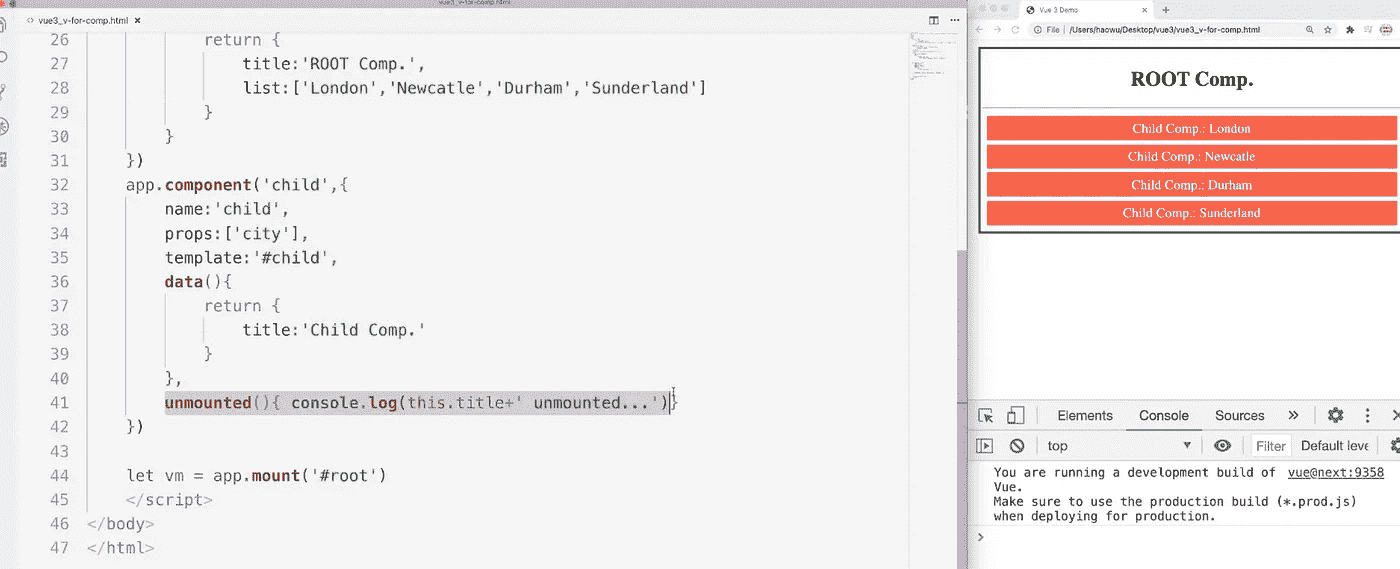 vue3_v-for-comp.html
vue3_v-for-comp.html ×
26 return {
27 title:'ROOT Comp.',
28 list:['London','Newcatle','Durham','Sunderland']
29 }
30 }
31 })
32 app.component('child',{
33 name:'child',
34 props:['city'],
35 template:'#child',
36 data(){
37 return {
38 title:'Child Comp.'
39 }
40 },
41 unmounted(){ console.log(this.title+' unmounted...')}
42 })
43
44 let vm = app.mount('#root')
45 </script>
46 </body>
47 </html>
Vue 3 Demo × +
File | /Users/haowu/Desktop/vue3/vue3_v-for-comp.html
ROOT Comp.
Child Comp.: London
Child Comp.: Newcatle
Child Comp.: Durham
Child Comp.: Sunderland
Elements Console Sources »
top Filter Default leve
You are running a development build of vue@next:9358
Vue.
Make sure to use the production build (*.prod.js)
when deploying for production.
>